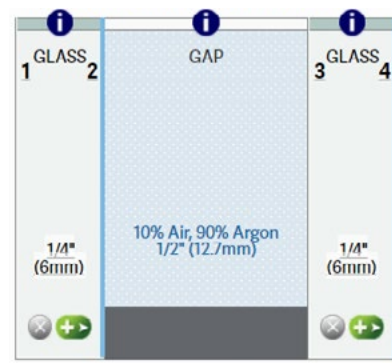 i i i
GLASS GAP GLASS
1 2 3 4
10% Air, 90% Argon
1/4" 1/2" (12.7mm) 1/4"
(6mm) (6mm)